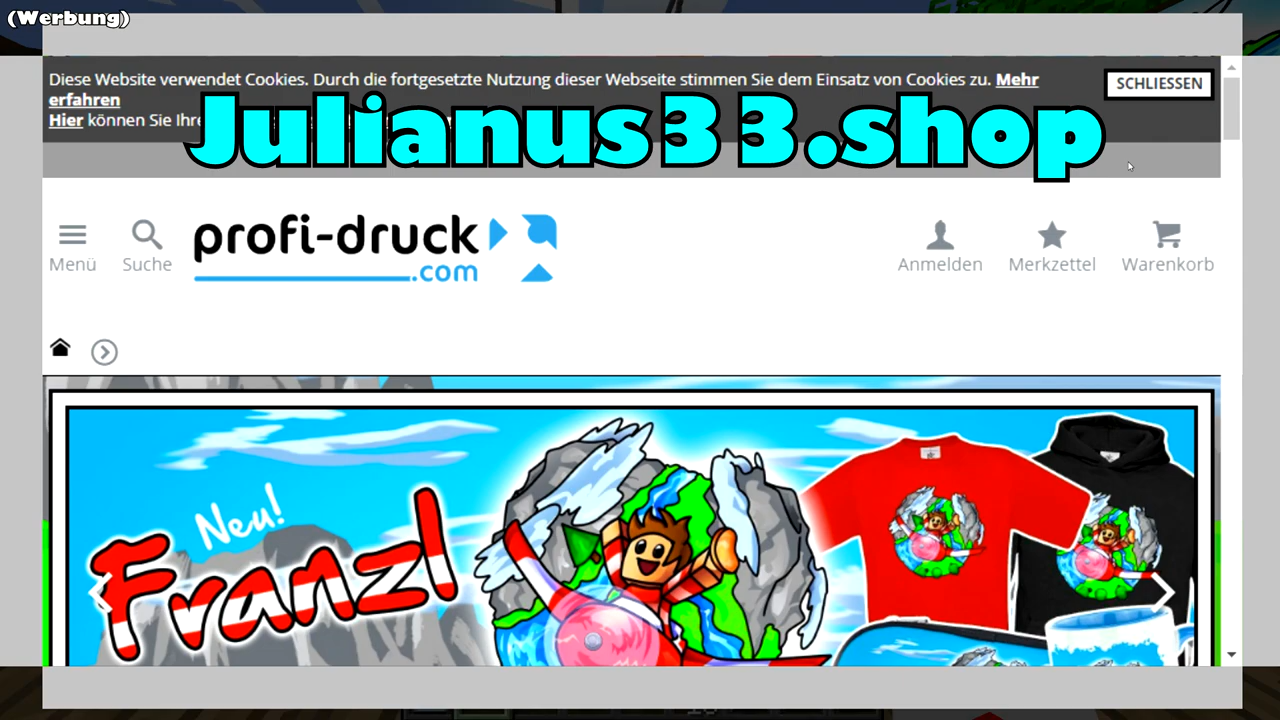 (Werbung)
Diese Website verwendet Cookies. Durch die fortgesetzte Nutzung dieser Webseite stimmen Sie dem Einsatz von Cookies zu. Mehr
erfahren
SCHLIESSEN
Hier können Sie Ihre
Julianus33.shop
Menü
Suche
profi-druck
.com
Anmelden
Merkzettel
Warenkorb
Neu!
Franzl